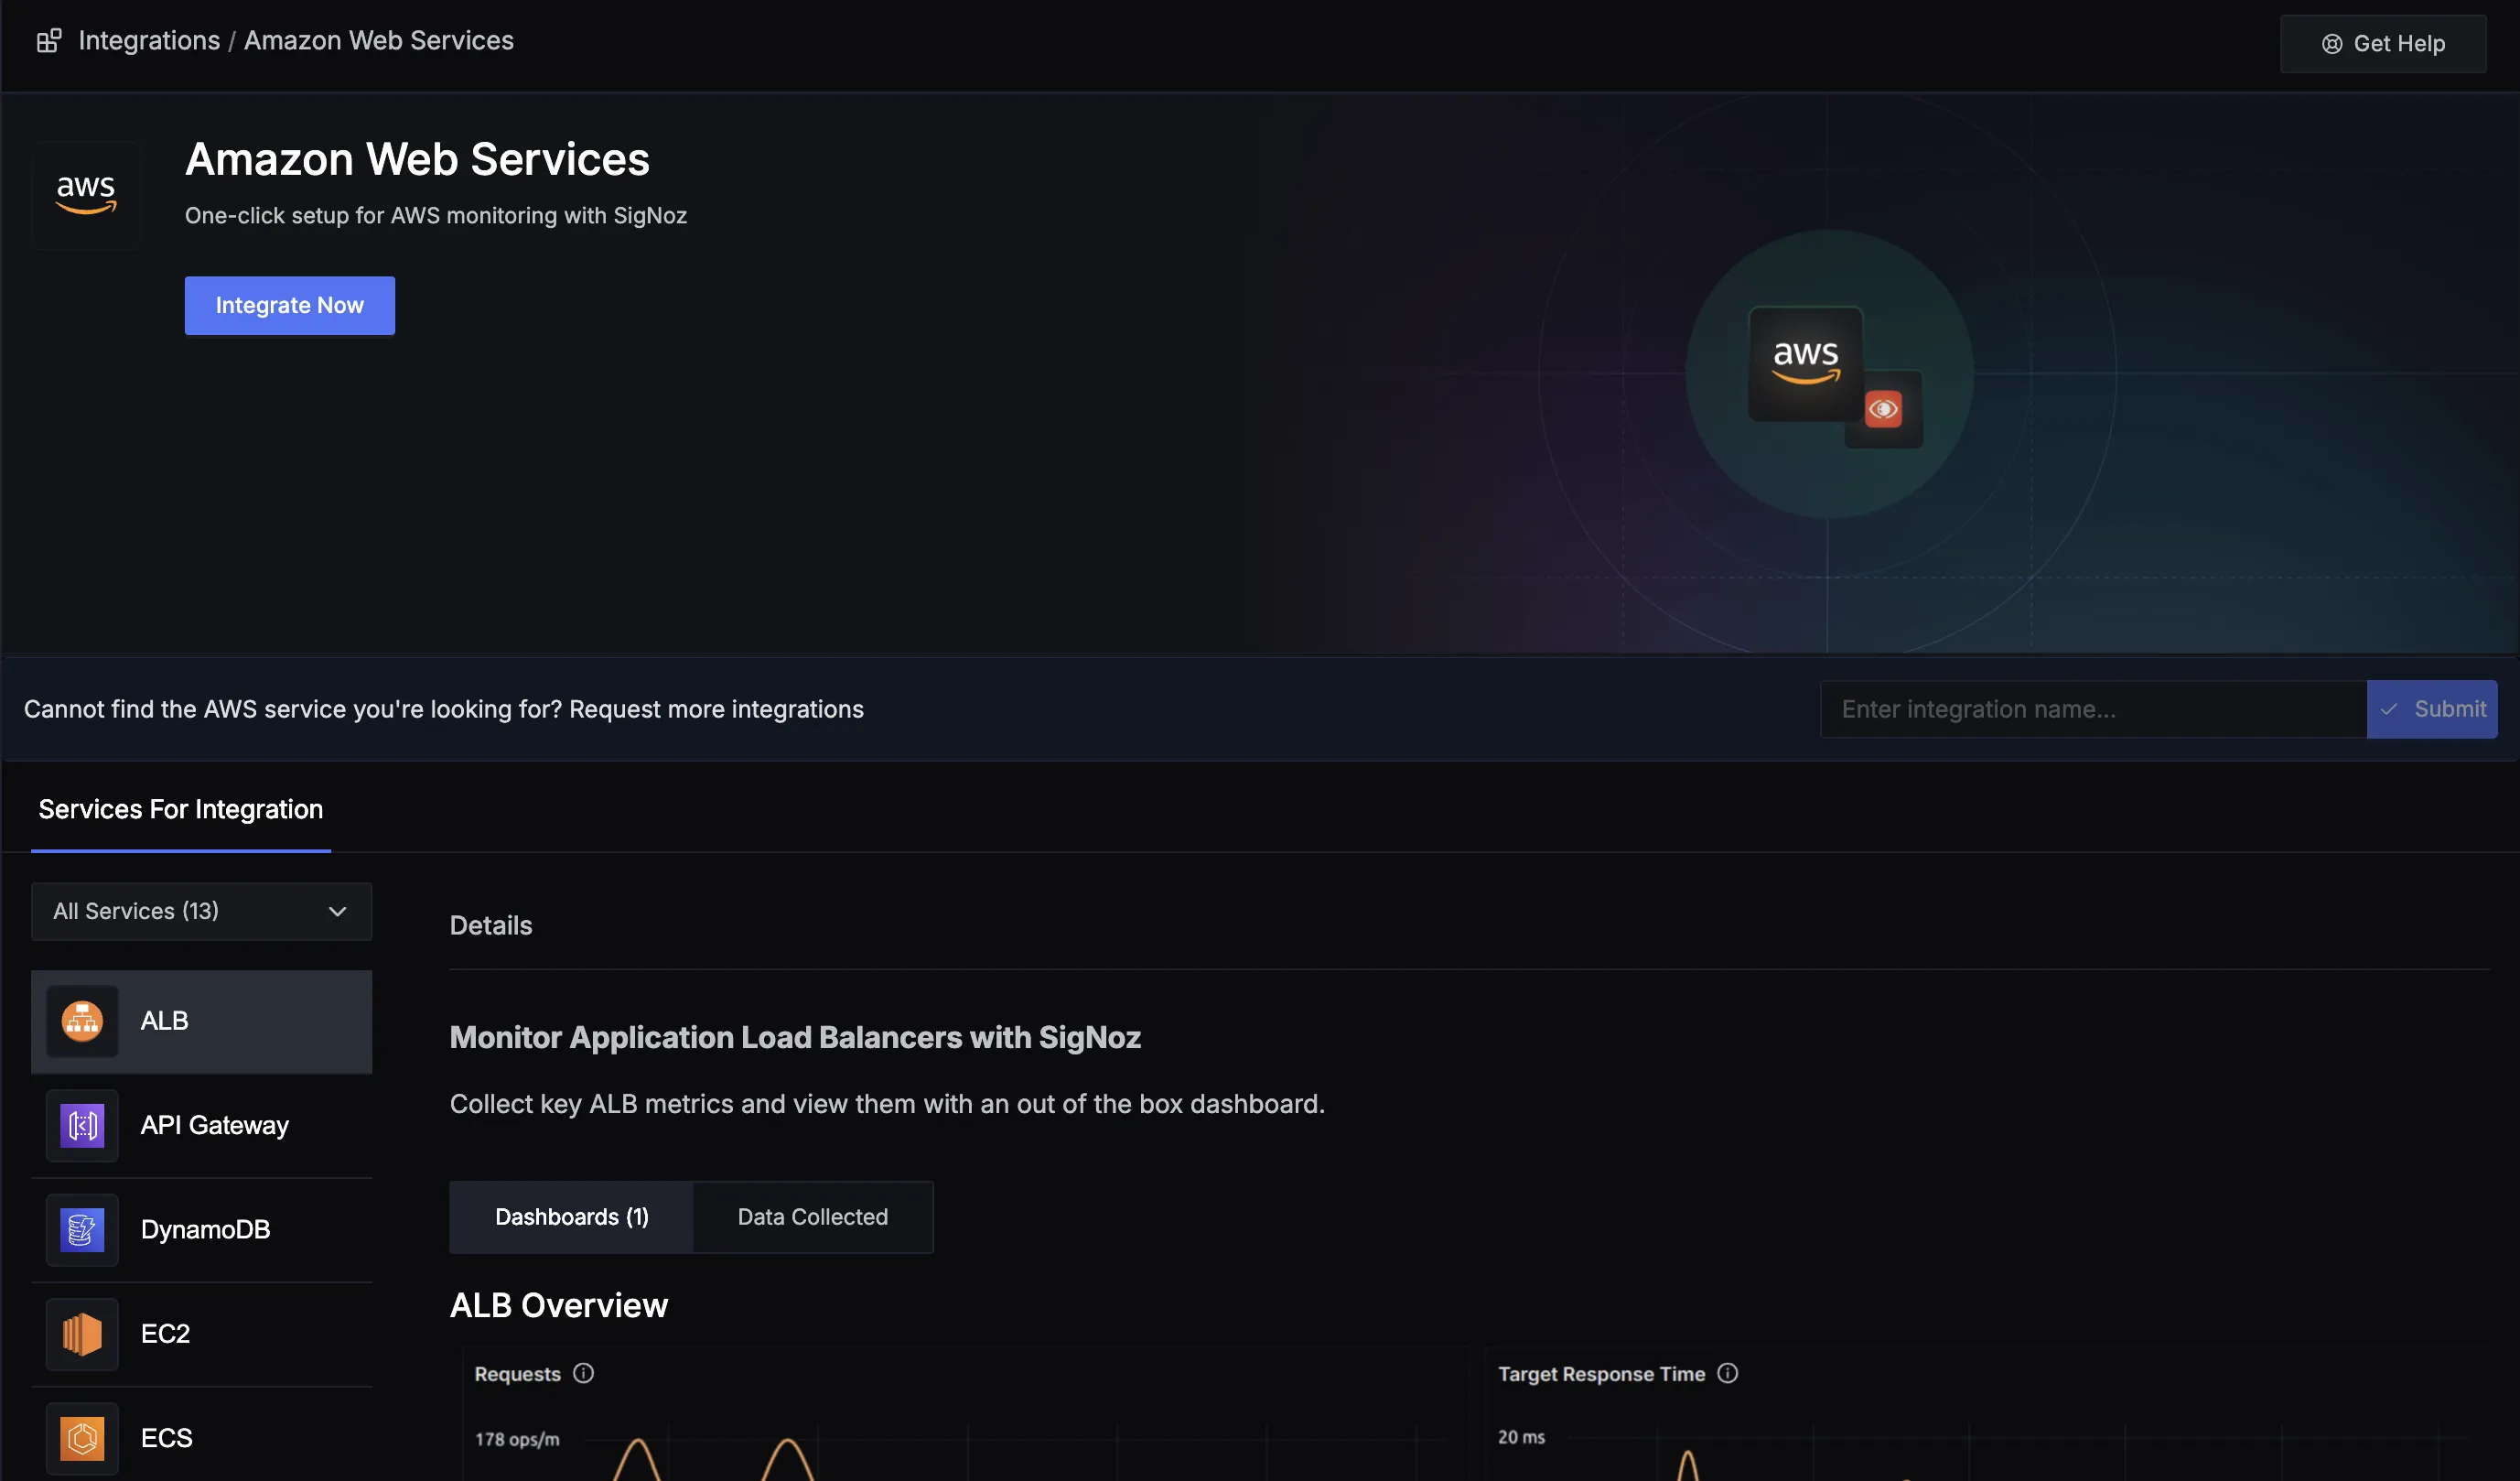 Integrations / Amazon Web Services
Get Help
aws
Amazon Web Services
One-click setup for AWS monitoring with SigNoz
Integrate Now
aws
Cannot find the AWS service you're looking for? Request more integrations
Enter integration name...
Submit
Services For Integration
All Services (13)
ALB
API Gateway
DynamoDB
EC2
ECS
Details
Monitor Application Load Balancers with SigNoz
Collect key ALB metrics and view them with an out of the box dashboard.
Dashboards (1)
Data Collected
ALB Overview
Requests
178 ops/m
Target Response Time
20 ms